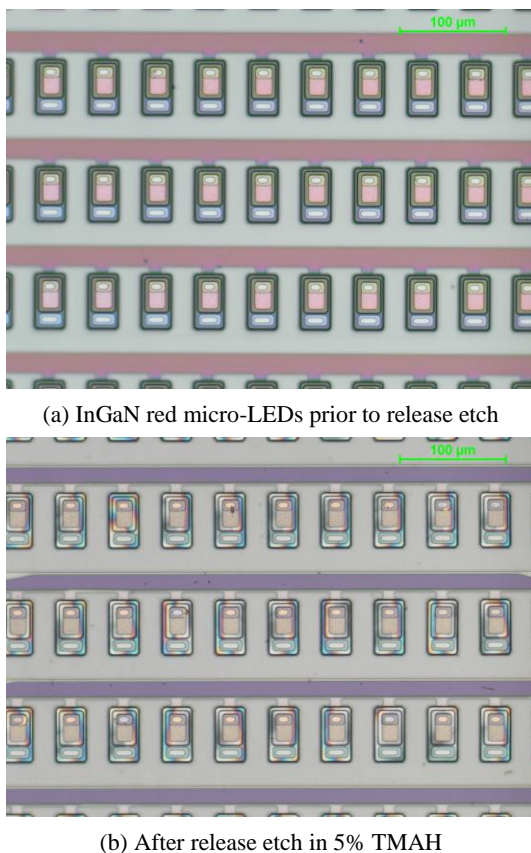 100 µm
(a) InGaN red micro-LEDs prior to release etch
100 µm
(b) After release etch in 5% TMAH